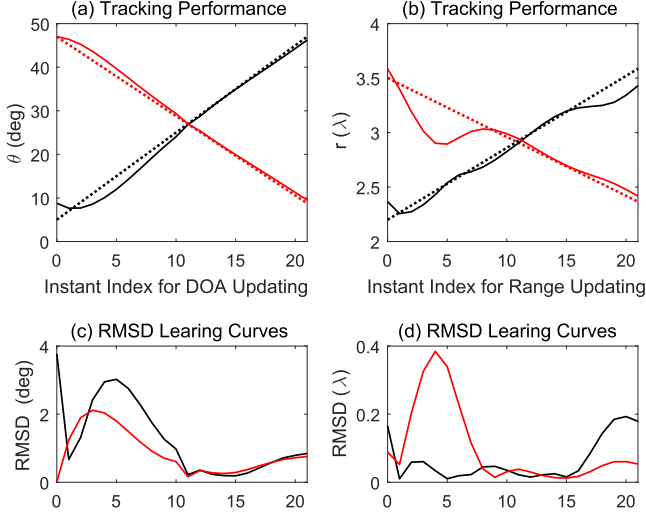 (a) Tracking Performance
50
40
30
20
10
0
θ (deg)
0 5 10 15 20
Instant Index for DOA Updating
(b) Tracking Performance
4
3.5
3
2.5
2
r (λ)
0 5 10 15 20
Instant Index for Range Updating
(c) RMSD Learing Curves
4
2
0
RMSD (deg)
0 5 10 15 20
(d) RMSD Learing Curves
0.4
0.2
0
RMSD (λ)
0 5 10 15 20